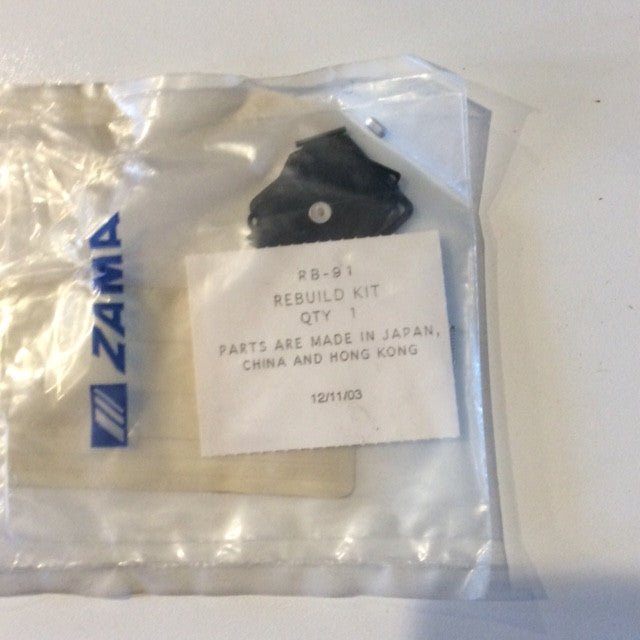 ZAMA
RB-91
REBUILD KIT
QTY 1
PARTS ARE MADE IN JAPAN,
CHINA AND HONG KONG
12/11/03